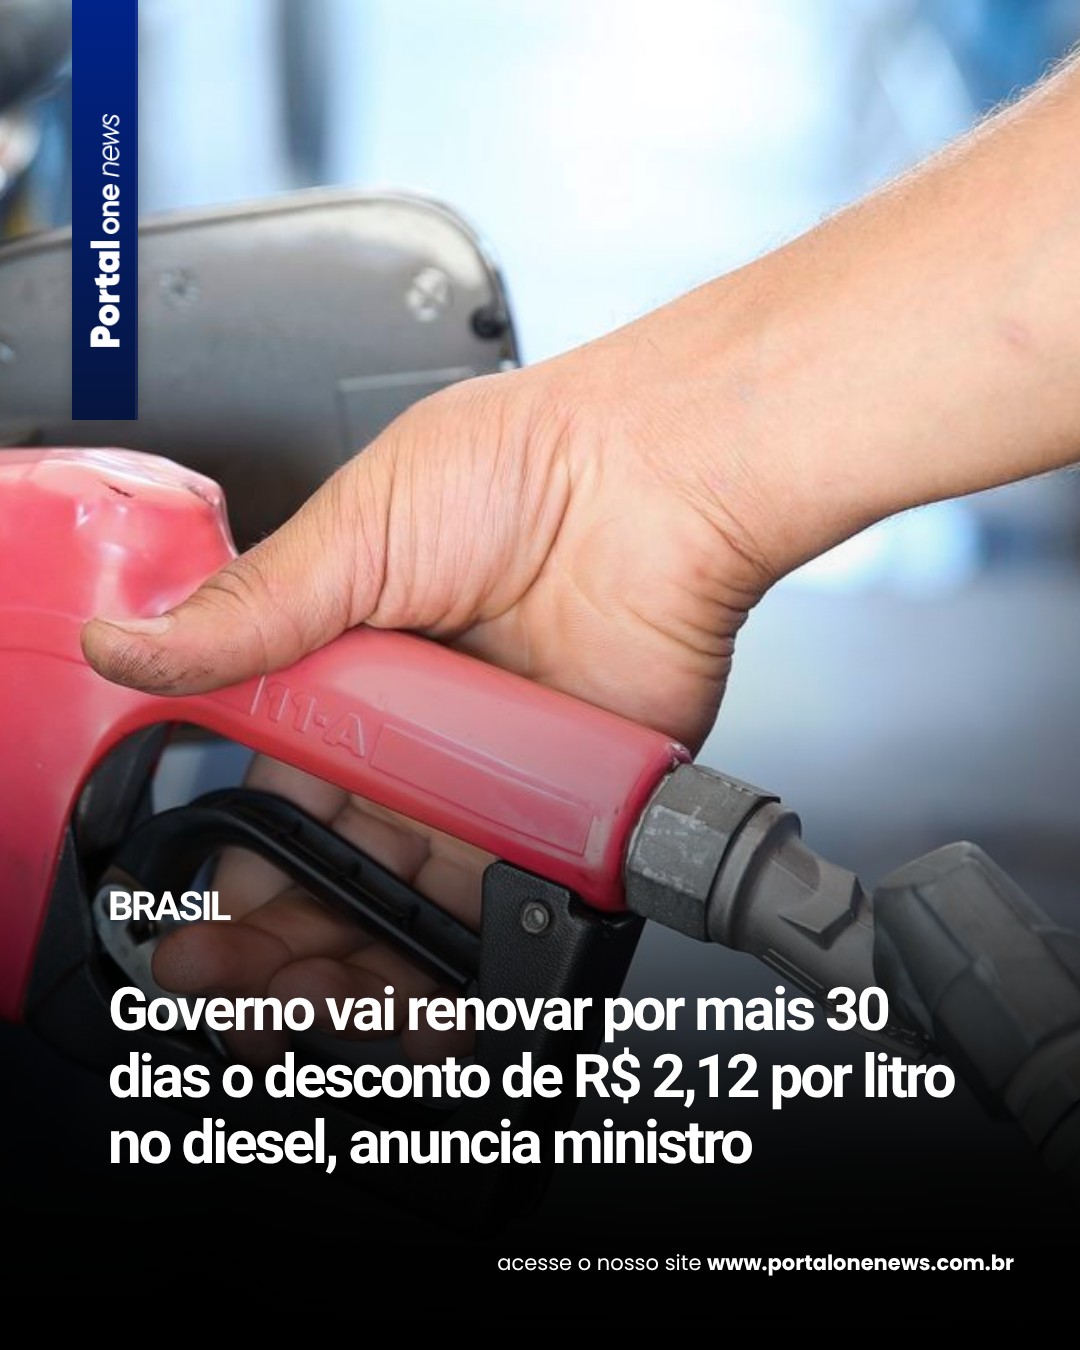 Portal one news
11-A
BRASIL
Governo vai renovar por mais 30
dias o desconto de R$ 2,12 por litro
no diesel, anuncia ministro
acesse o nosso site www.portalonenews.com.br